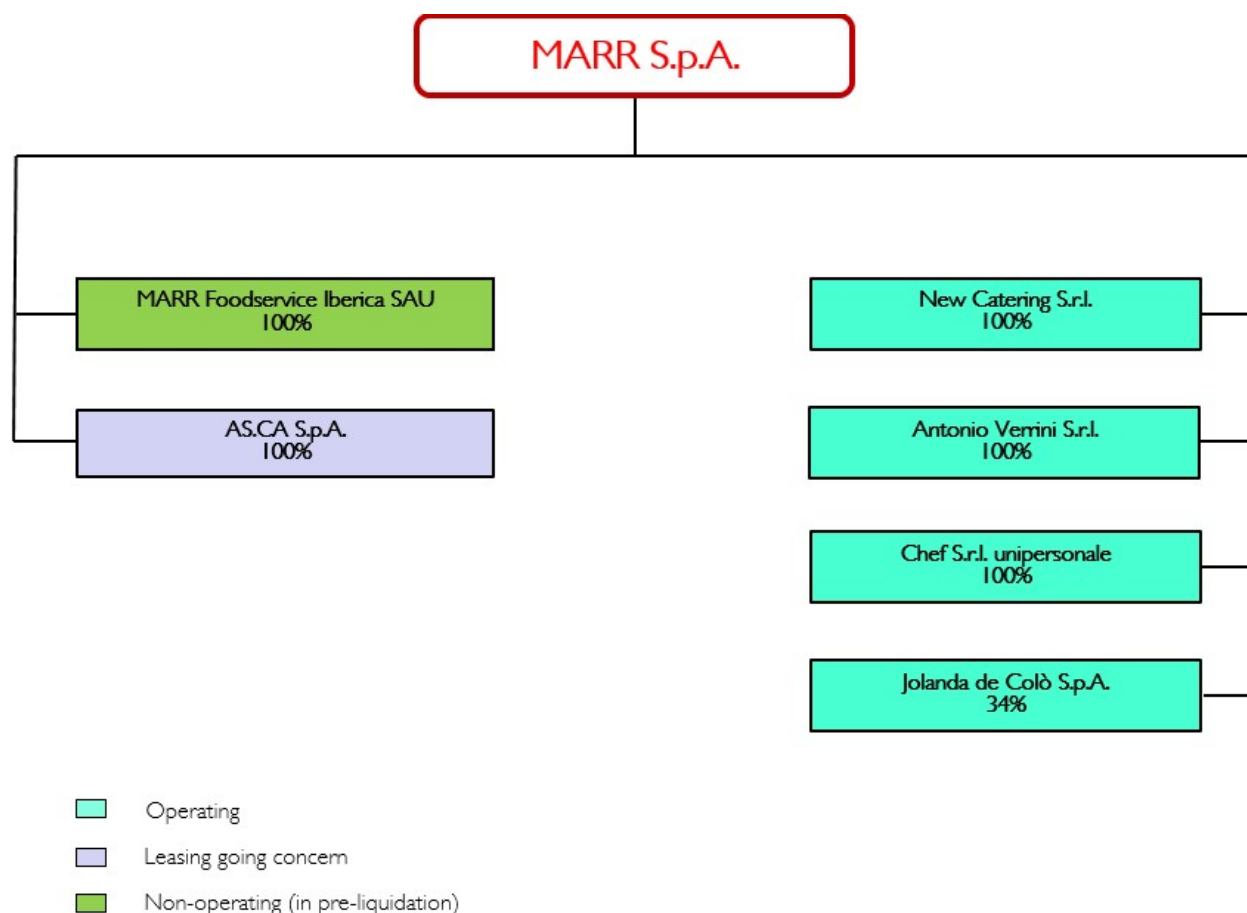 MARR S.p.A.
MARR Foodservice Iberica SAU
100%
New Catering S.r.l.
100%
AS.CA S.p.A.
100%
Antonio Verrini S.r.l.
100%
Chef S.r.l. unipersonale
100%
Jolanda de Colò S.p.A.
34%
Operating
Leasing going concern
Non-operating (in pre-liquidation)